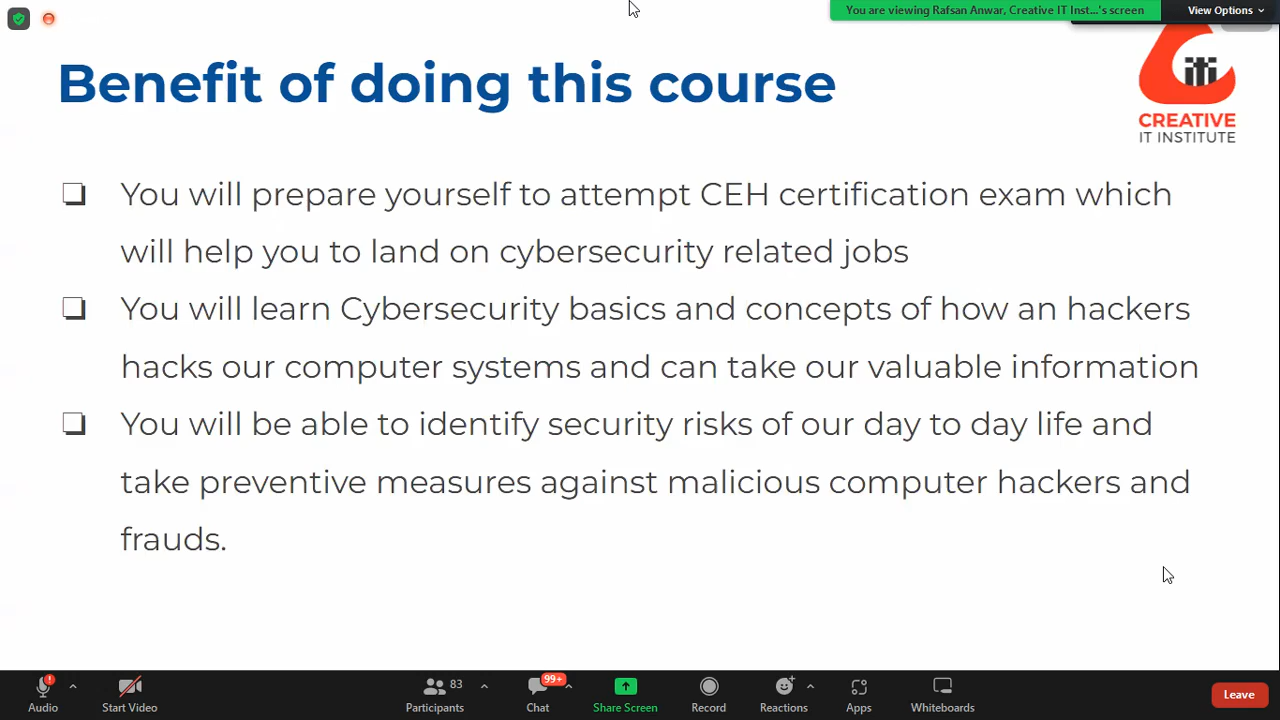 You are viewing Rafsan Anwar, Creative IT Inst...'s screen
View Options
Benefit of doing this course
iTi
CREATIVE
IT INSTITUTE
❏ You will prepare yourself to attempt CEH certification exam which
will help you to land on cybersecurity related jobs
❏ You will learn Cybersecurity basics and concepts of how an hackers
hacks our computer systems and can take our valuable information
❏ You will be able to identify security risks of our day to day life and
take preventive measures against malicious computer hackers and
frauds.
83
99+
Audio
Start Video
Participants
Chat
Share Screen
Record
Reactions
Apps
Whiteboards
Leave